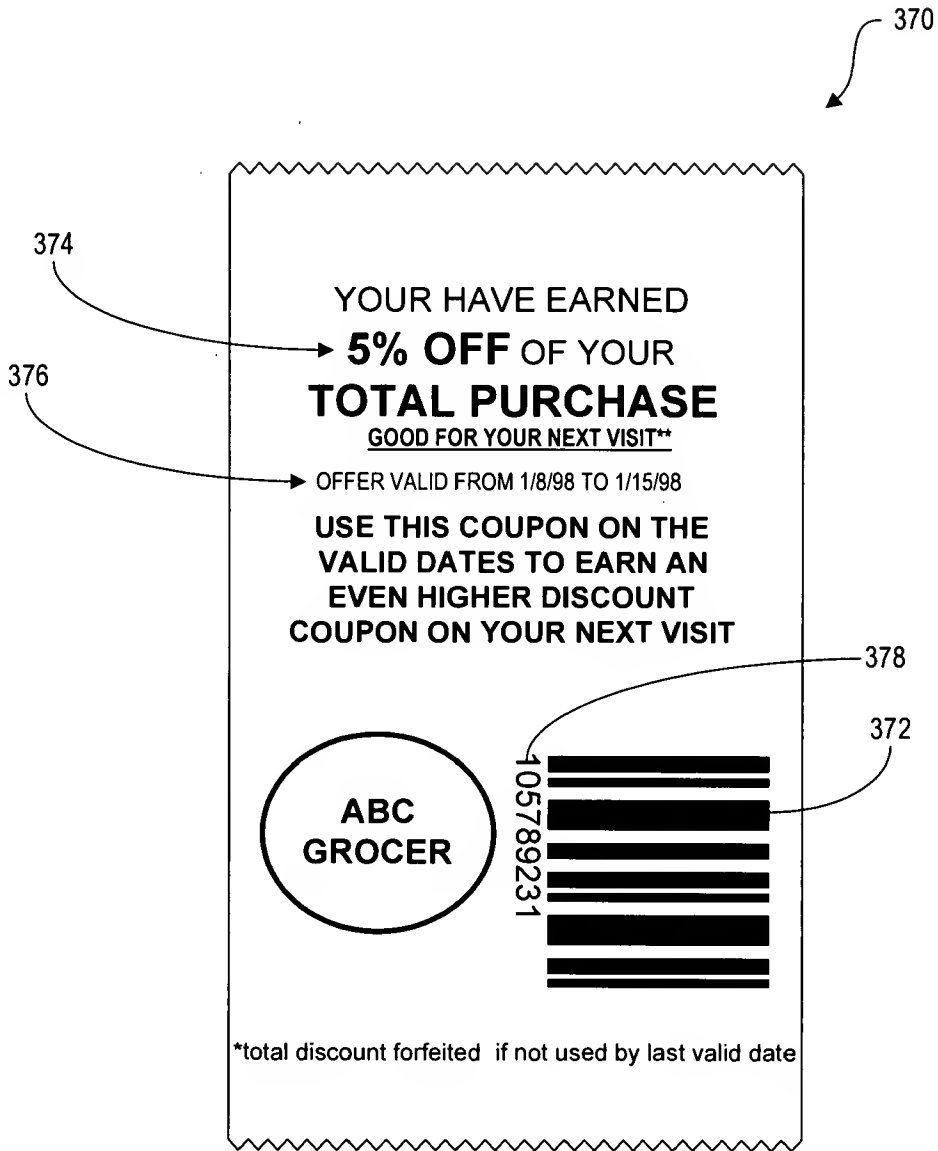 370
374
YOUR HAVE EARNED
5% OFF OF YOUR
376
TOTAL PURCHASE
GOOD FOR YOUR NEXT VISIT**
OFFER VALID FROM 1/8/98 TO 1/15/98
USE THIS COUPON ON THE
VALID DATES TO EARN AN
EVEN HIGHER DISCOUNT
COUPON ON YOUR NEXT VISIT
378
372
ABC
GROCER
105789231
*total discount forfeited if not used by last valid date